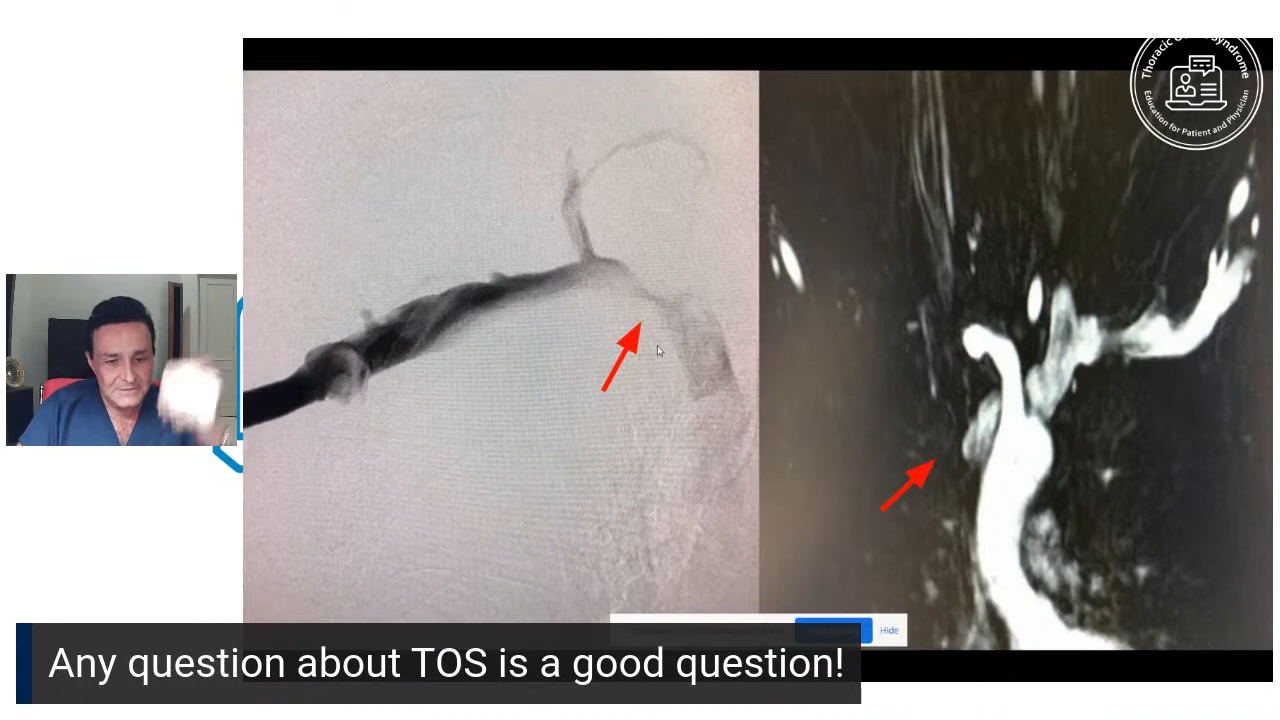 Thoracic Outlet Syndrome
Education for Patient and Physician
Hide
Any question about TOS is a good question!